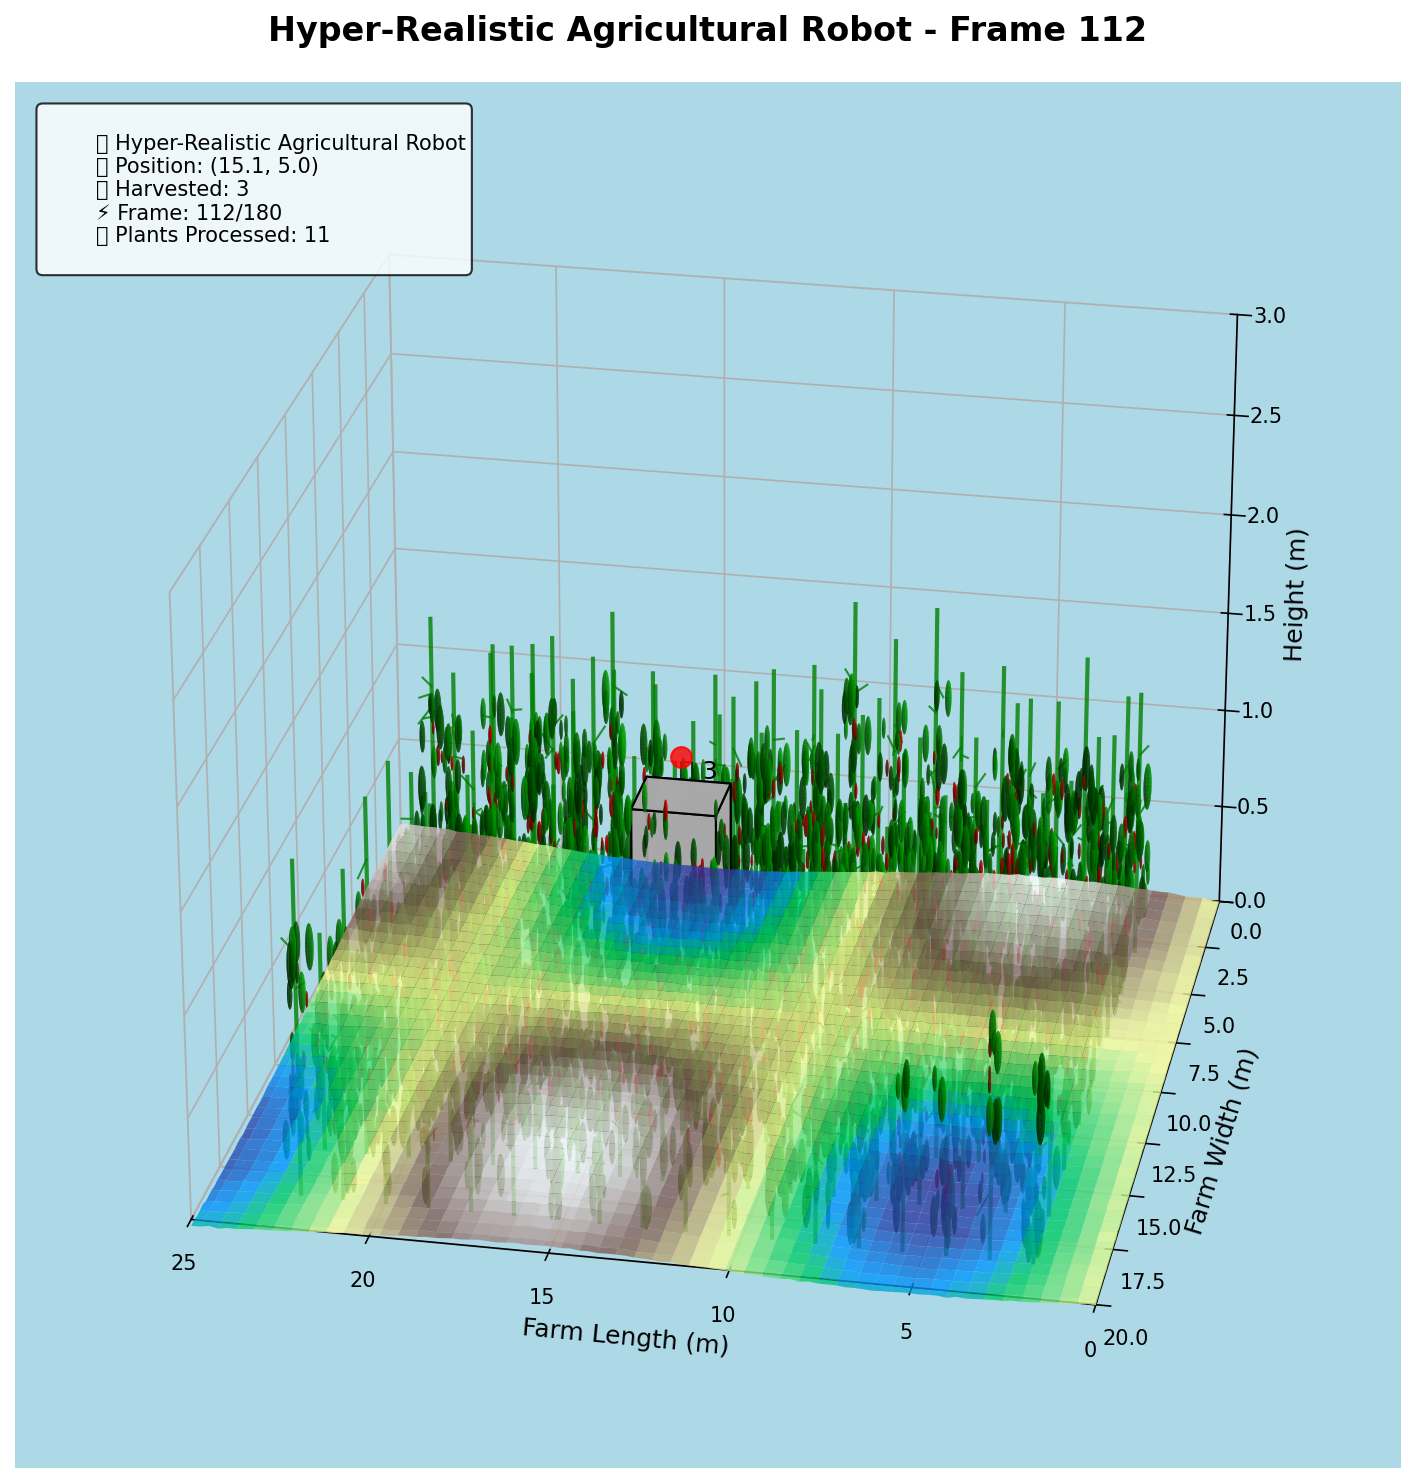 Hyper-Realistic Agricultural Robot - Frame 112
Hyper-Realistic Agricultural Robot
Position: (15.1, 5.0)
Harvested: 3
⚡ Frame: 112/180
Plants Processed: 11
3
3.0
2.5
2.0
1.5
1.0
0.5
0.0
Height (m)
0.0
2.5
5.0
7.5
10.0
12.5
15.0
17.5
20.0
Farm Width (m)
25
20
15
10
5
0
Farm Length (m)